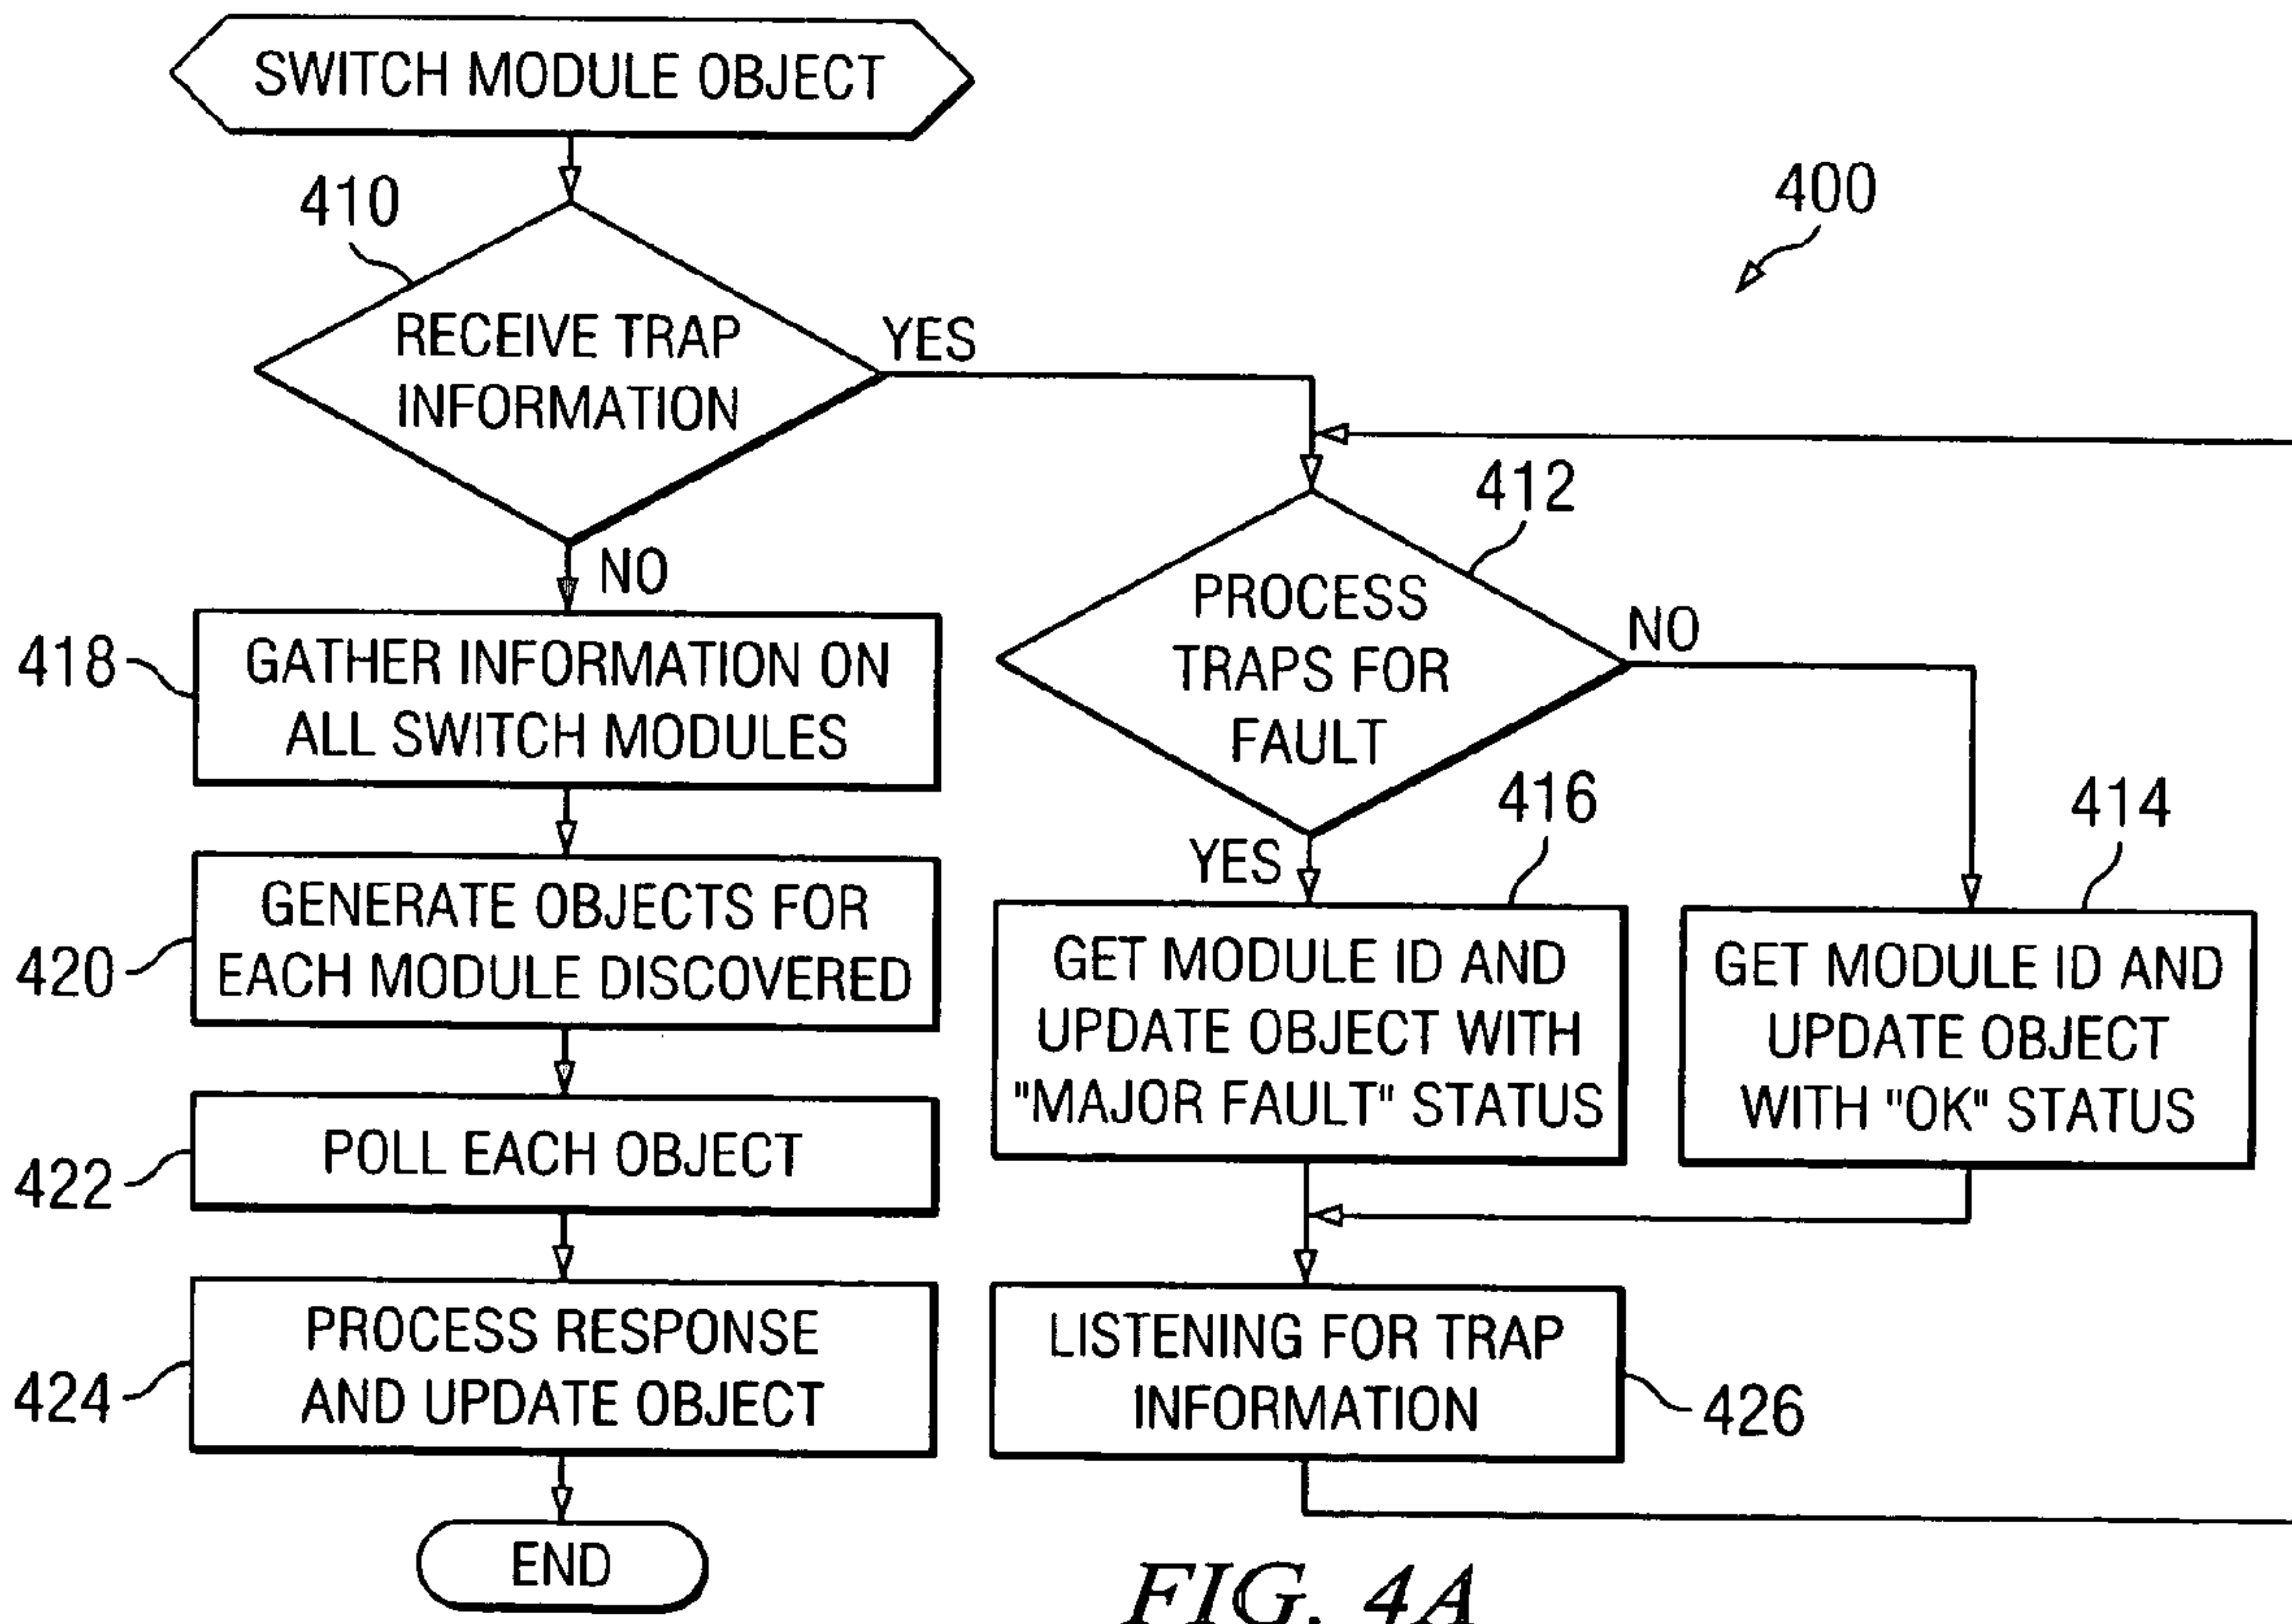 SWITCH MODULE OBJECT
400
410
RECEIVE TRAP
INFORMATION
YES
NO
412
PROCESS
TRAPS FOR
FAULT
NO
YES
418
GATHER INFORMATION ON
ALL SWITCH MODULES
416
414
420
GENERATE OBJECTS FOR
EACH MODULE DISCOVERED
GET MODULE ID AND
UPDATE OBJECT WITH
"MAJOR FAULT" STATUS
GET MODULE ID AND
UPDATE OBJECT
WITH "OK" STATUS
422
POLL EACH OBJECT
424
PROCESS RESPONSE
AND UPDATE OBJECT
LISTENING FOR TRAP
INFORMATION
426
END
FIG. 4A